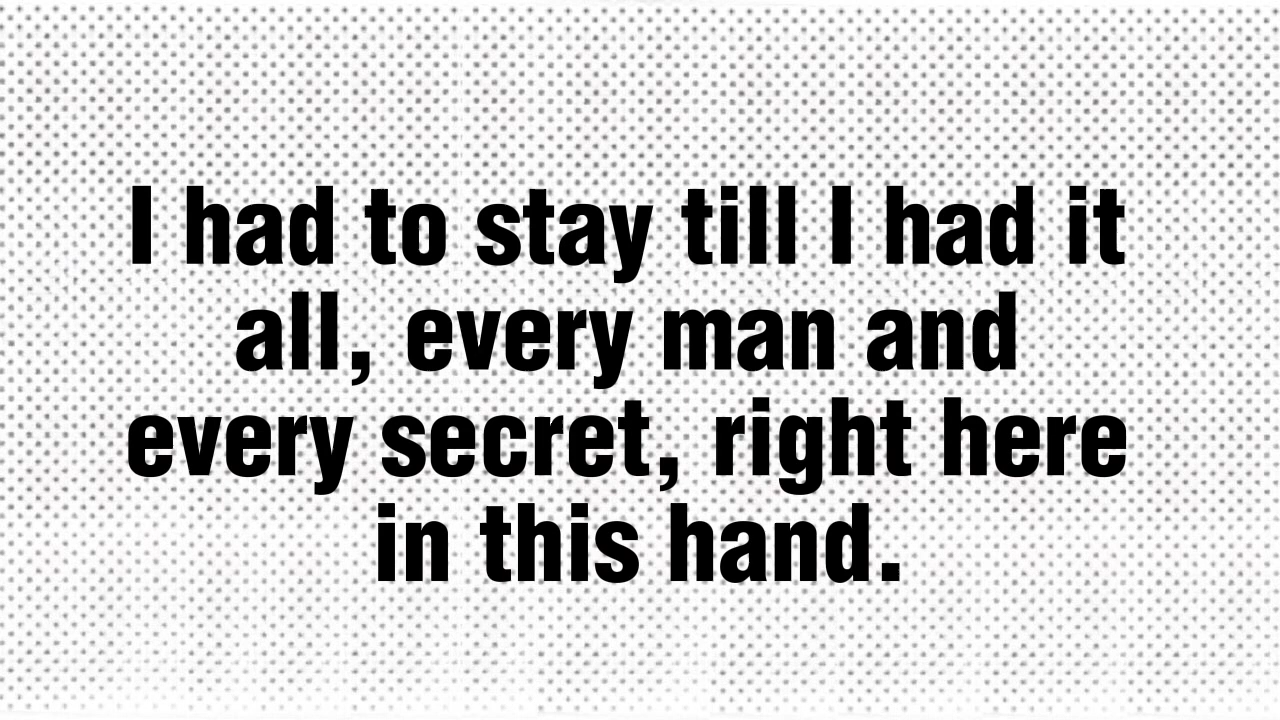 I had to stay till I had it
all, every man and
every secret, right here
in this hand.